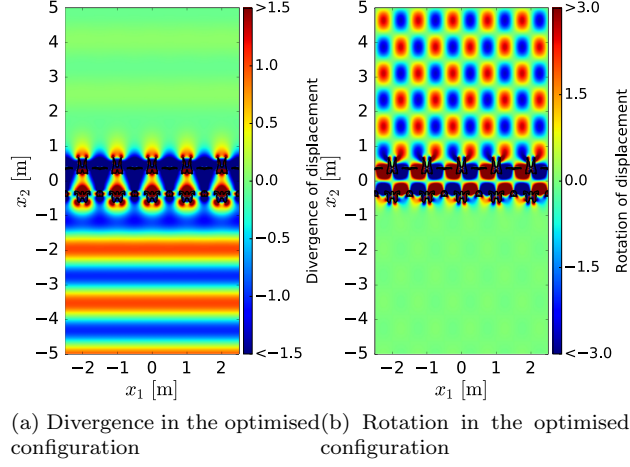 5
4
3
2
1
0
−1
−2
−3
−4
−5
x2 [m]
−2 −1 0 1 2
x1 [m]
>1.5
1.0
0.5
0.0
−0.5
−1.0
<−1.5
Divergence of displacement
5
4
3
2
1
0
−1
−2
−3
−4
−5
x2 [m]
−2 −1 0 1 2
x1 [m]
>3.0
1.5
0.0
−1.5
<−3.0
Rotation of displacement
(a) Divergence in the optimised
configuration
(b) Rotation in the optimised
configuration